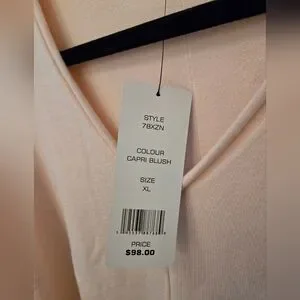 STYLE
78XZN
COLOUR
CAPRI BLUSH
SIZE
XL
PRICE
$98.00